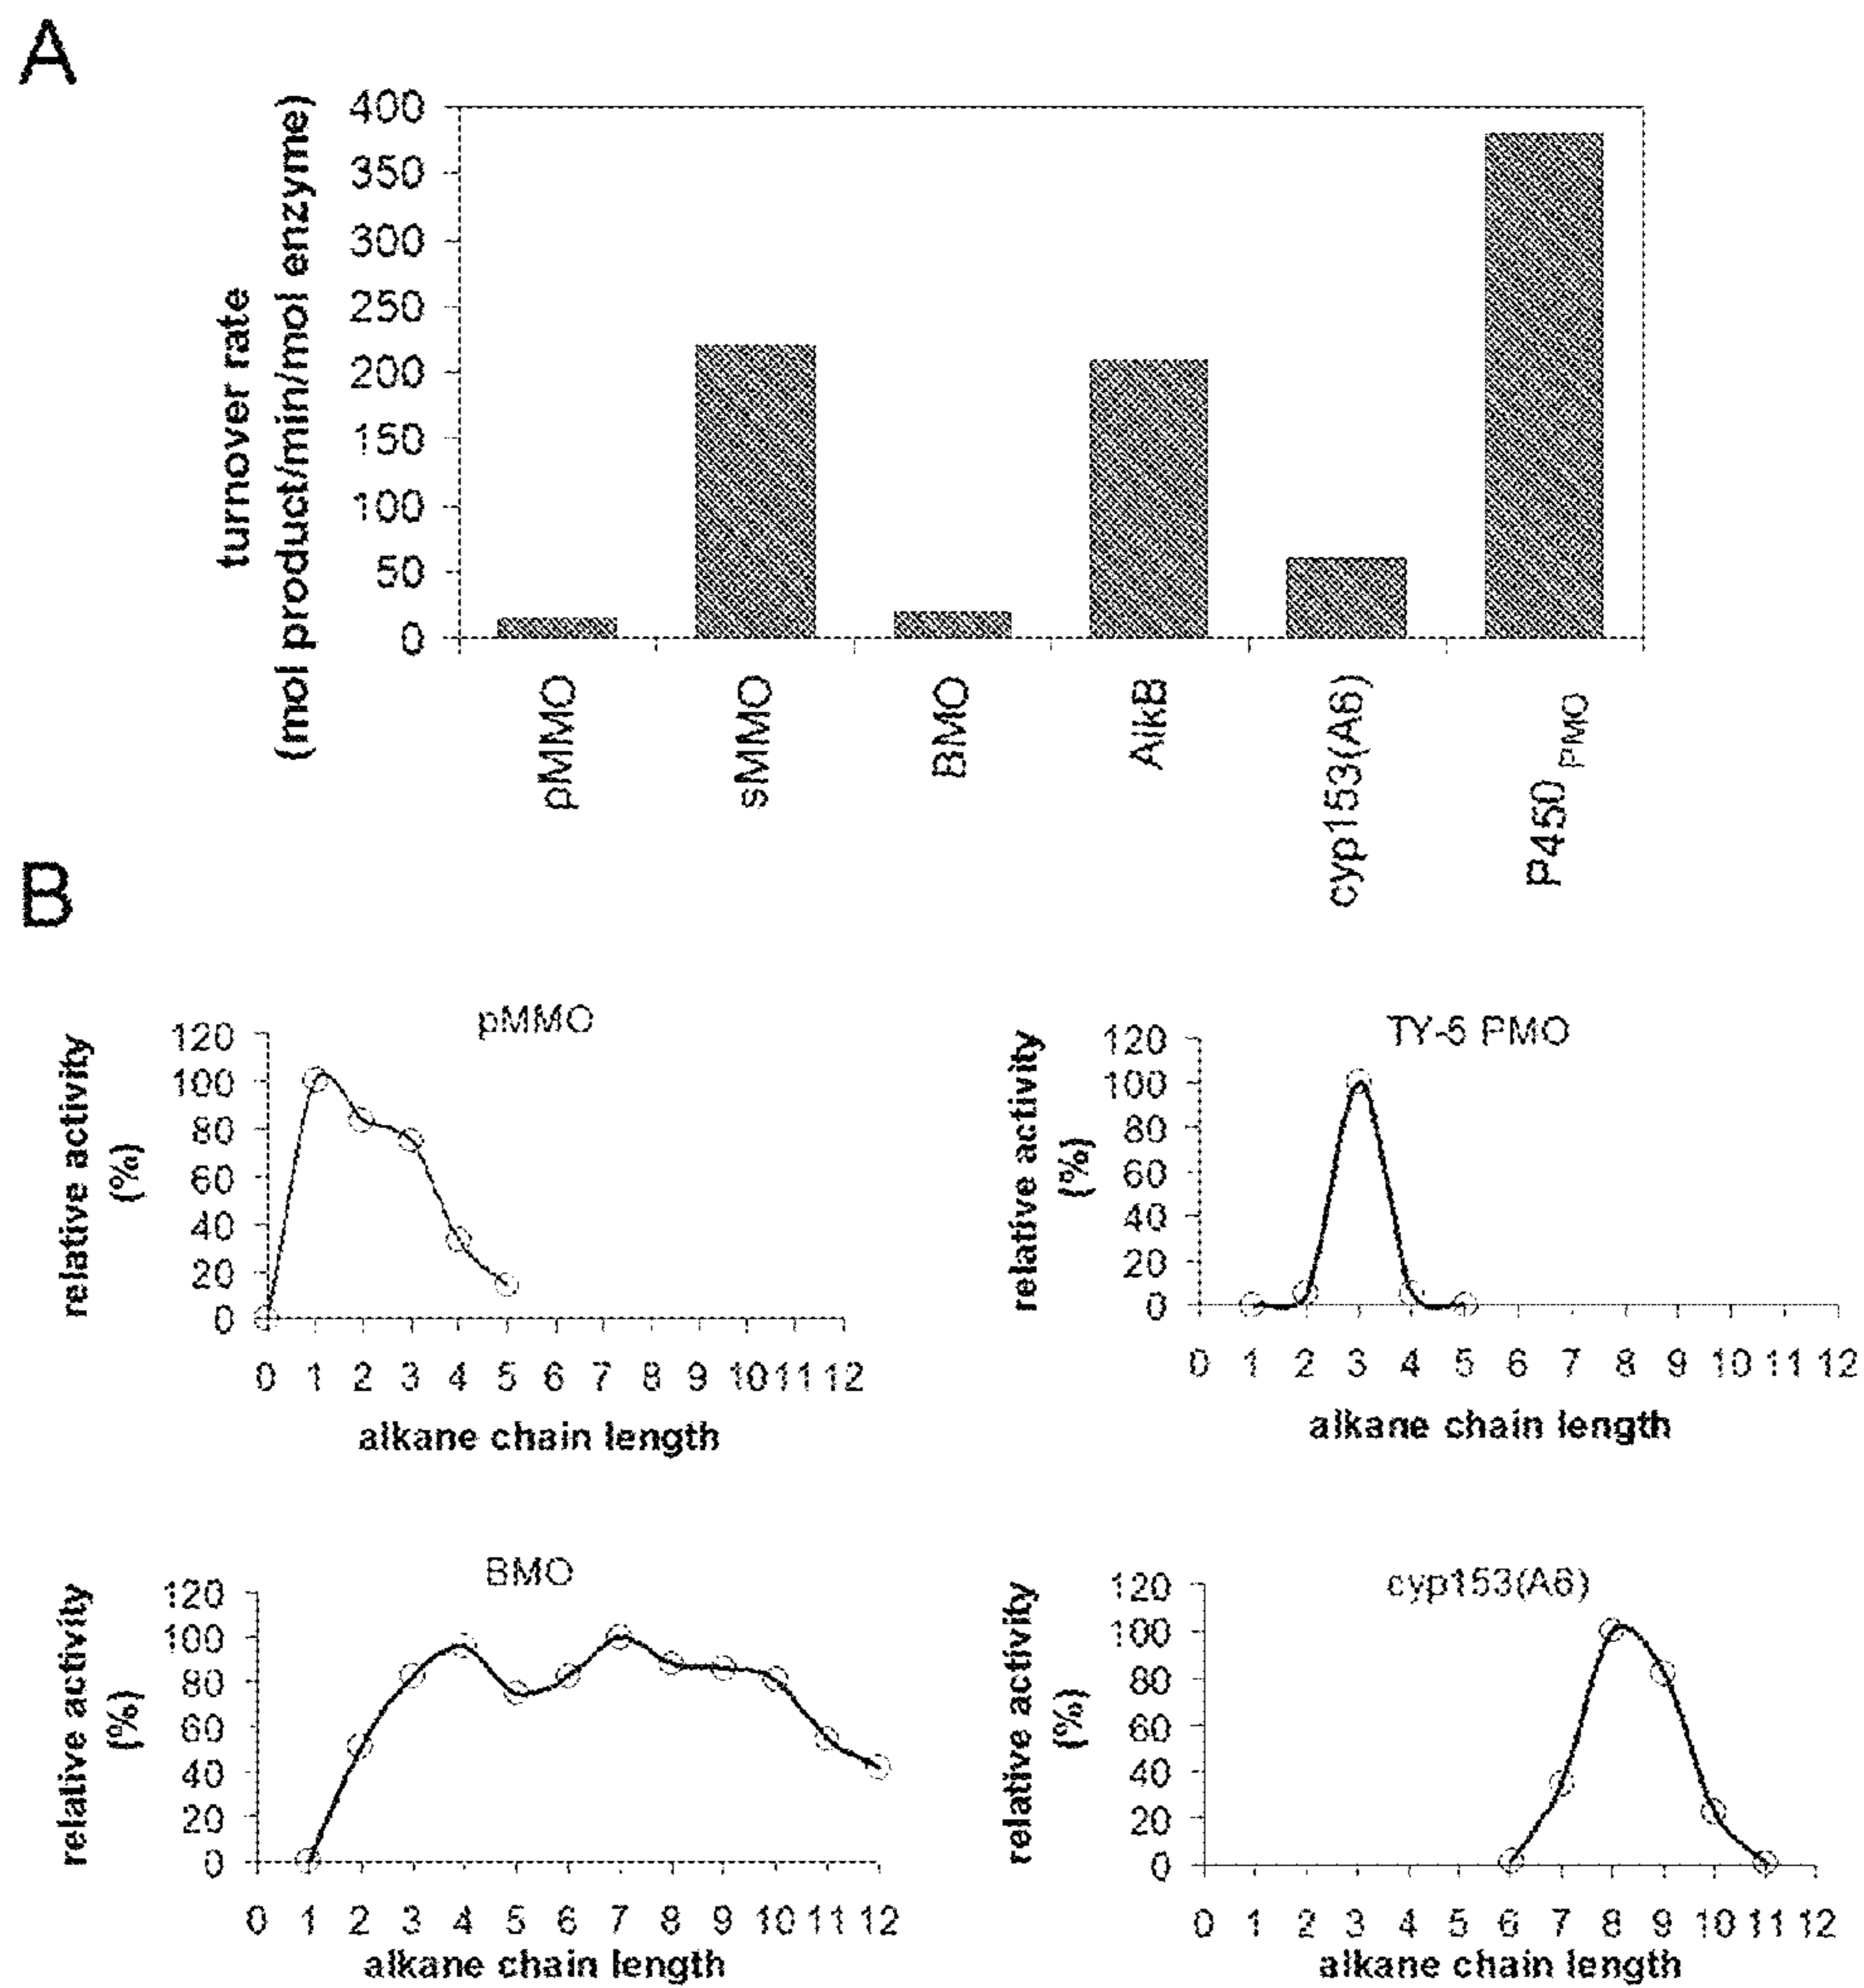 A
turnover rate
(mol product/min/mol enzyme)
400
350
300
250
200
150
100
50
0
pMMO
sMMO
BMO
AlkB
cyp153(A6)
P450PMO
B
pMMO
relative activity
(%)
120
100
80
60
40
20
0
0 1 2 3 4 5 6 7 8 9 10 11 12
alkane chain length
TY-5 PMO
relative activity
(%)
120
100
80
60
40
20
0
0 1 2 3 4 5 6 7 8 9 10 11 12
alkane chain length
BMO
relative activity
(%)
120
100
80
60
40
20
0
0 1 2 3 4 5 6 7 8 9 10 11 12
alkane chain length
cyp153(A6)
relative activity
(%)
120
100
80
60
40
20
0
0 1 2 3 4 5 6 7 8 9 10 11 12
alkane chain length